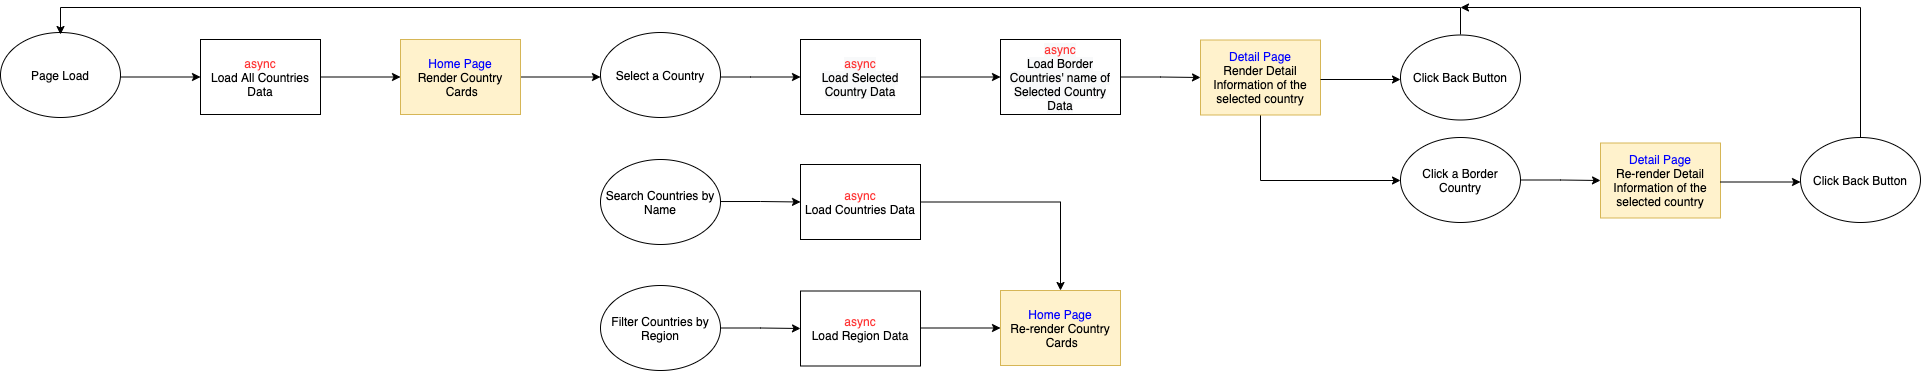 Page Load
async
Load All Countries
Data
Home Page
Render Country
Cards
Select a Country
async
Load Selected
Country Data
async
Load Border
Countries' name of
Selected Country
Data
Detail Page
Render Detail
Information of the
selected country
Click Back Button
Click a Border
Country
Detail Page
Re-render Detail
Information of the
selected country
Click Back Button
Search Countries by
Name
async
Load Countries Data
Filter Countries by
Region
async
Load Region Data
Home Page
Re-render Country
Cards